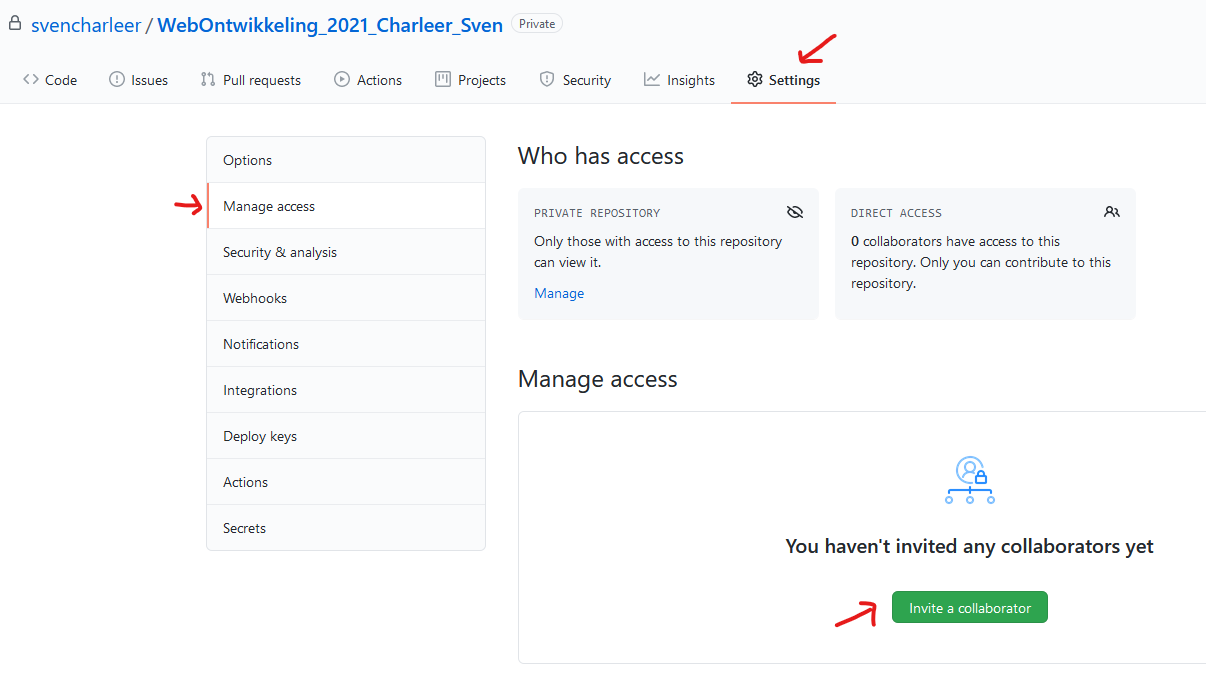 svencharleer / WebOntwikkeling_2021_Charleer_Sven Private
Code Issues Pull requests Actions Projects Security Insights Settings
Options
Manage access
Security & analysis
Webhooks
Notifications
Integrations
Deploy keys
Actions
Secrets
Who has access
PRIVATE REPOSITORY
Only those with access to this repository
can view it.
Manage
DIRECT ACCESS
0 collaborators have access to this
repository. Only you can contribute to this
repository.
Manage access
You haven't invited any collaborators yet
Invite a collaborator